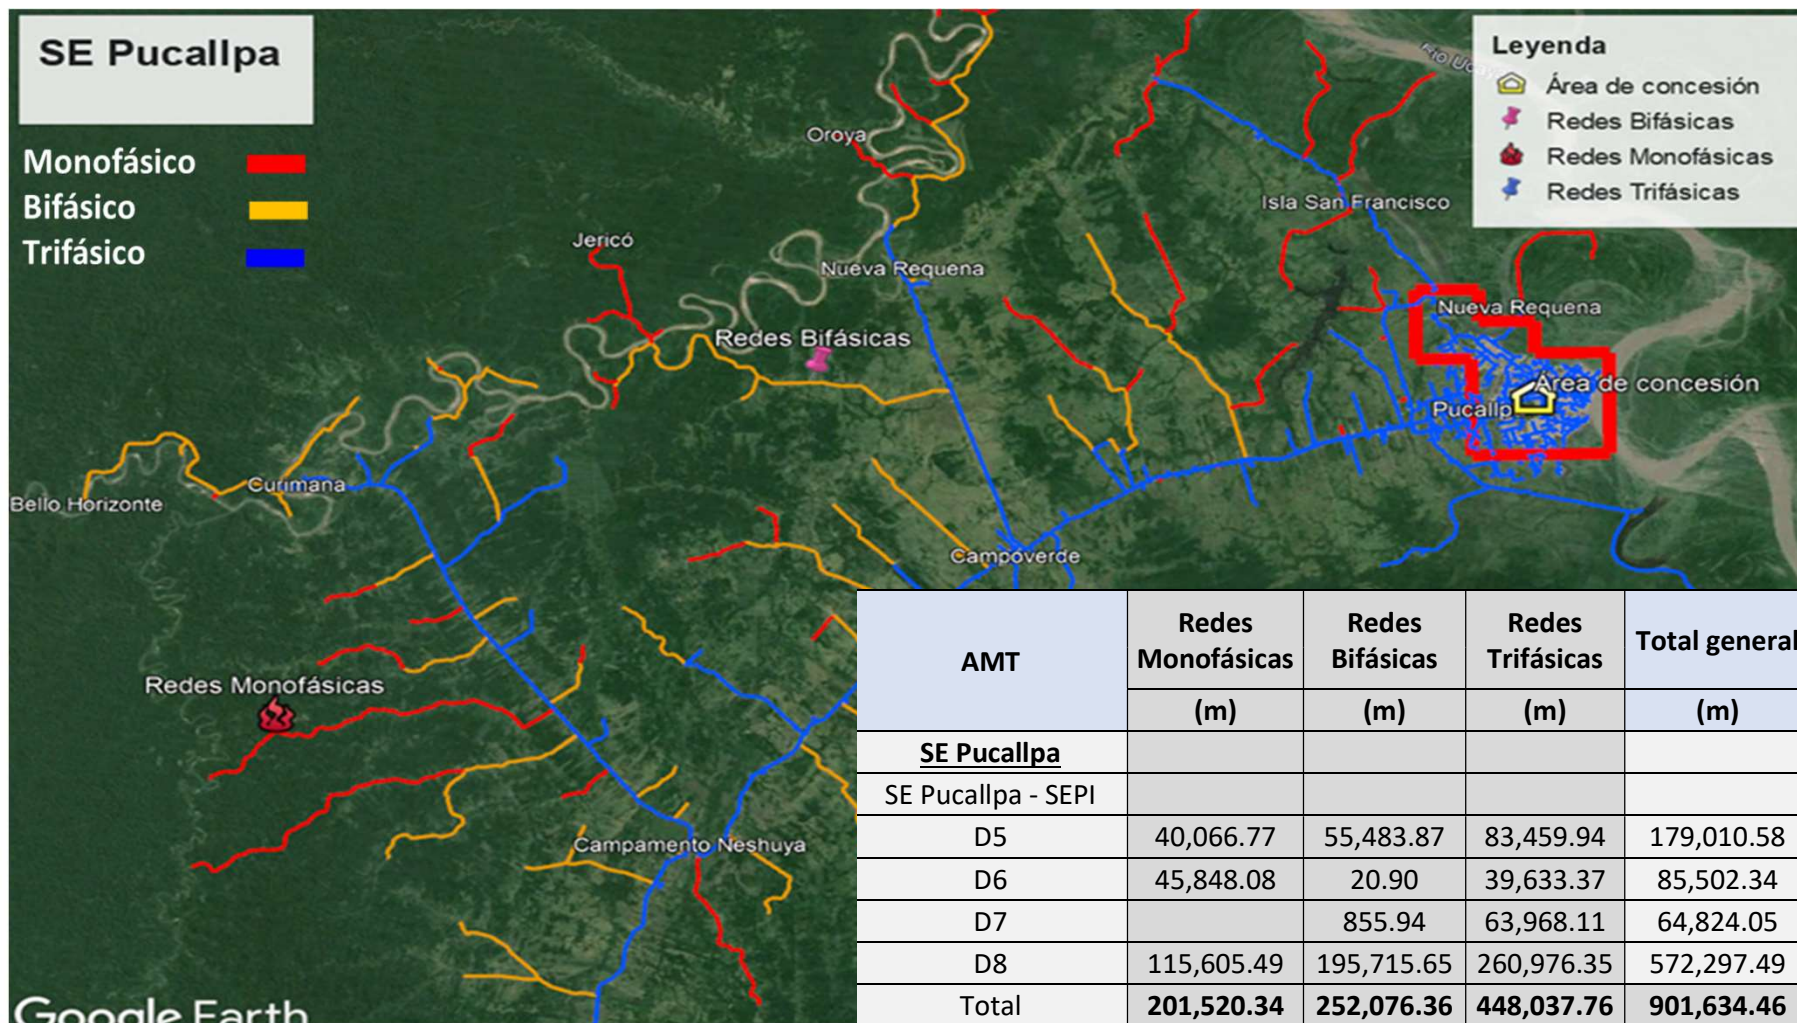 SE Pucallpa
Monofásico
Bifásico
Trifásico
Leyenda
Área de concesión
Redes Bifásicas
Redes Monofásicas
Redes Trifásicas
Oroya
Isla San Francisco
Jericó
Nueva Requena
Nueva Requena
Redes Bifásicas
Área de concesión
Pucallp
Curimana
Bello Horizonte
Campoverde
Redes Monofásicas
Campamento Neshuya
Google Earth
AMT Redes Monofásicas Redes Bifásicas Redes Trifásicas Total general
(m) (m) (m) (m)
SE Pucallpa
SE Pucallpa - SEPI
D5 40,066.77 55,483.87 83,459.94 179,010.58
D6 45,848.08 20.90 39,633.37 85,502.34
D7 855.94 63,968.11 64,824.05
D8 115,605.49 195,715.65 260,976.35 572,297.49
Total 201,520.34 252,076.36 448,037.76 901,634.46